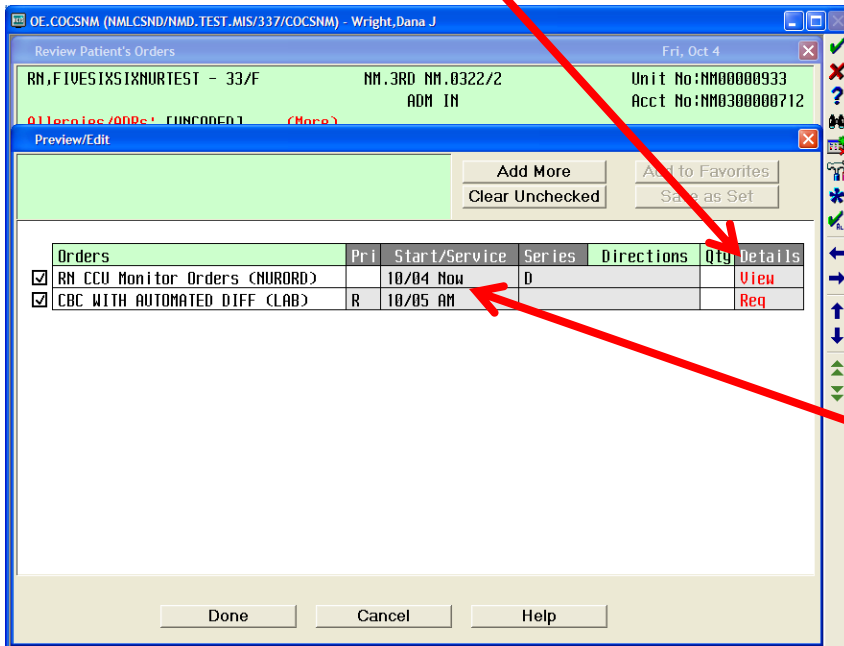 OE.COCSNM (NMLCSND/NMD.TEST.MIS/337/COCSNM) - Wright,Dana J
Review Patient's Orders Fri, Oct 4
RN,FIVESIXSIXNURTEST - 33/F NM.3RD NM.0322/2 Unit No:NM00000933
ADM IN Acct No:NM0300000712
Allergies/ADRs: [UNCODED] (More)
Preview/Edit
Add More Add to Favorites
Clear Unchecked Save as Set
Orders Pri Start/Service Series Directions Qty Details
RN CCU Monitor Orders (NURORD) 10/04 Now D View
CBC WITH AUTOMATED DIFF (LAB) R 10/05 AM Req
Done Cancel Help